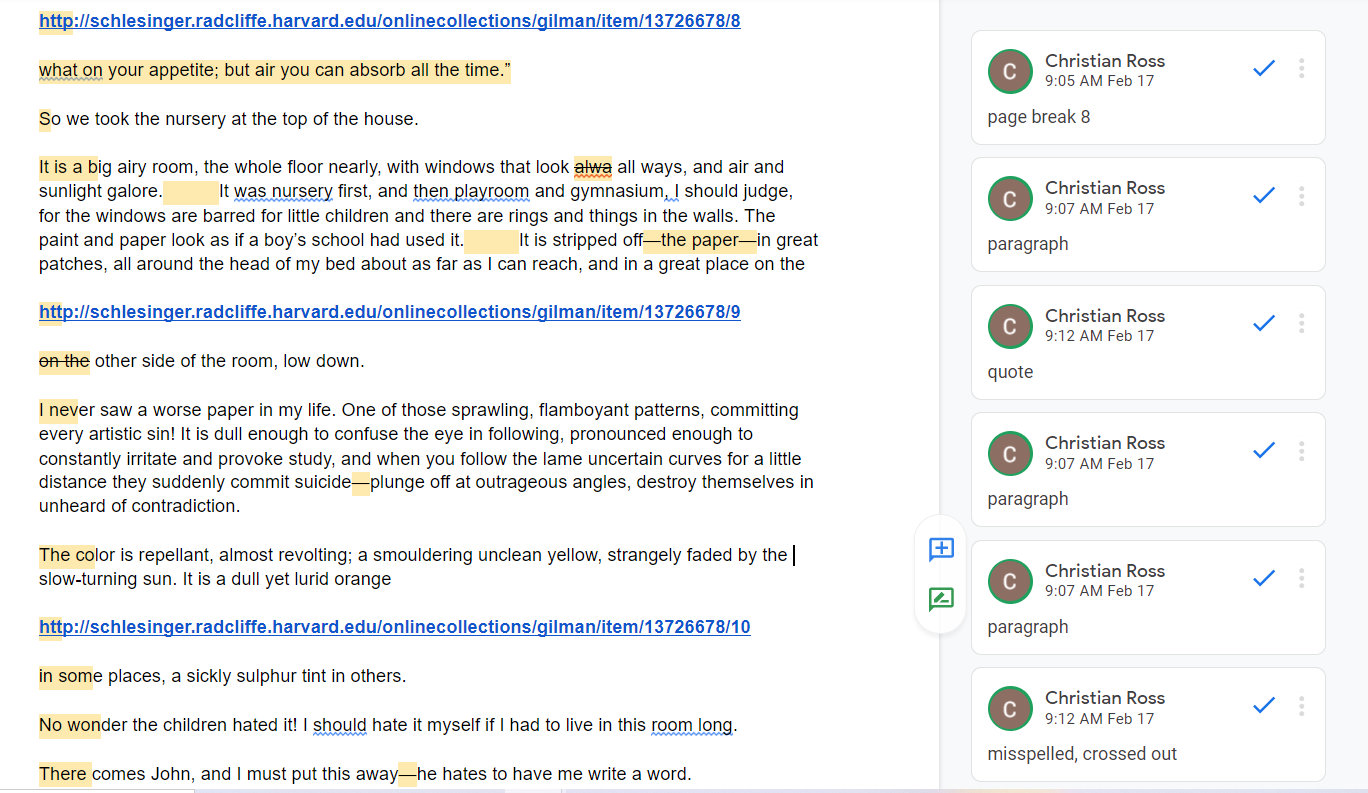 http://schlesinger.radcliffe.harvard.edu/onlinecollections/gilman/item/13726678/8
what on your appetite; but air you can absorb all the time.”
So we took the nursery at the top of the house.
It is a big airy room, the whole floor nearly, with windows that look alwa all ways, and air and
sunlight galore. It was nursery first, and then playroom and gymnasium, I should judge,
for the windows are barred for little children and there are rings and things in the walls. The
paint and paper look as if a boy’s school had used it. It is stripped off—the paper—in great
patches, all around the head of my bed about as far as I can reach, and in a great place on the
http://schlesinger.radcliffe.harvard.edu/onlinecollections/gilman/item/13726678/9
on the other side of the room, low down.
I never saw a worse paper in my life. One of those sprawling, flamboyant patterns, committing
every artistic sin! It is dull enough to confuse the eye in following, pronounced enough to
constantly irritate and provoke study, and when you follow the lame uncertain curves for a little
distance they suddenly commit suicide—plunge off at outrageous angles, destroy themselves in
unheard of contradiction.
The color is repellant, almost revolting; a smouldering unclean yellow, strangely faded by the
slow-turning sun. It is a dull yet lurid orange
http://schlesinger.radcliffe.harvard.edu/onlinecollections/gilman/item/13726678/10
in some places, a sickly sulphur tint in others.
No wonder the children hated it! I should hate it myself if I had to live in this room long.
There comes John, and I must put this away—he hates to have me write a word.
C
Christian Ross
9:05 AM Feb 17
page break 8
C
Christian Ross
9:07 AM Feb 17
paragraph
C
Christian Ross
9:12 AM Feb 17
quote
C
Christian Ross
9:07 AM Feb 17
paragraph
C
Christian Ross
9:07 AM Feb 17
paragraph
C
Christian Ross
9:12 AM Feb 17
misspelled, crossed out